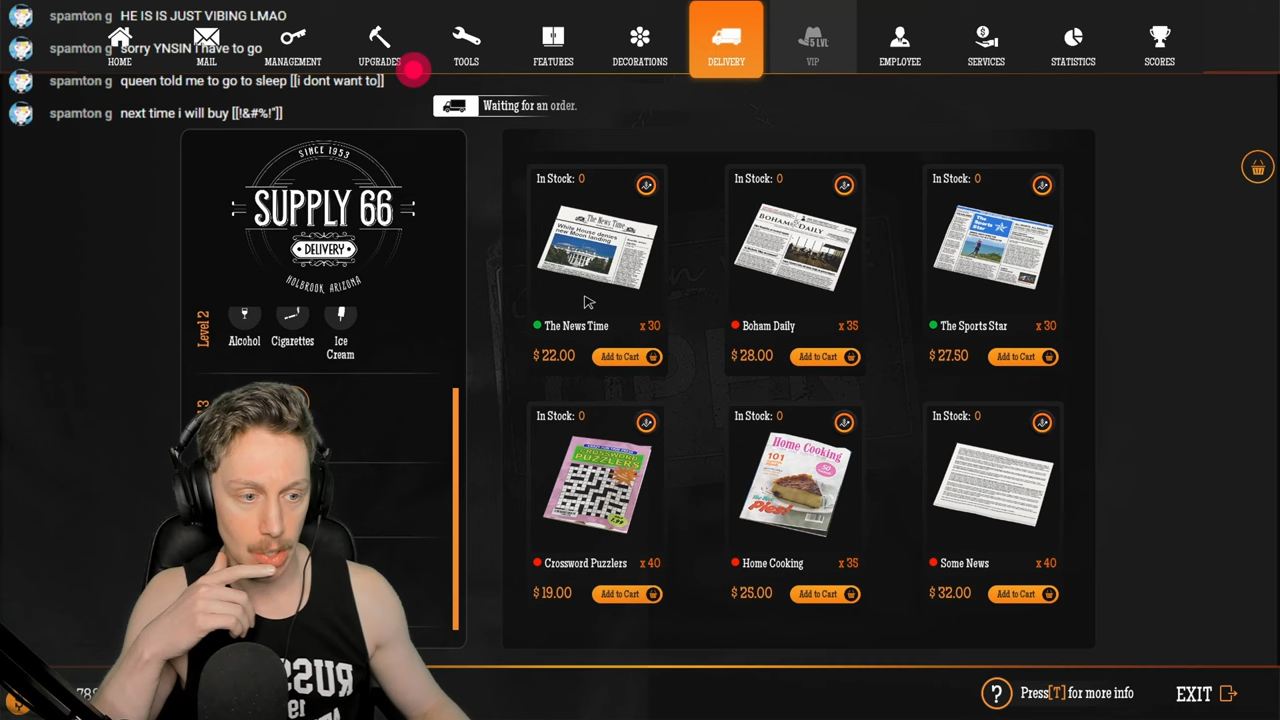 spamton g HE IS IS JUST VIBING LMAO
spamton g sorry YNSIN i have to go
spamton g queen told me to go to sleep [[i dont want to]]
spamton g next time i will buy [[!&#%!"]]
HOME
MAIL
MANAGEMENT
UPGRADES
TOOLS
FEATURES
DECORATIONS
DELIVERY
5 LVL
VIP
EMPLOYEE
SERVICES
STATISTICS
SCORES
Waiting for an order.
SINCE 1953
SUPPLY 66
DELIVERY
HOLBROOK, ARIZONA
Level 2
Alcohol
Cigarettes
Ice
Cream
In Stock: 0
The News Time
White House denies
new Moon landing
The News Time x 30
$ 22.00 Add to Cart
In Stock: 0
BOHAM DAILY
Boham Daily x 35
$ 28.00 Add to Cart
In Stock: 0
The
Sports
Star
The Sports Star x 30
$ 27.50 Add to Cart
In Stock: 0
CROSSWORD
PUZZLERS
Crossword Puzzlers x 40
$ 19.00 Add to Cart
In Stock: 0
Home Cooking
101
50
Pies!
Home Cooking x 35
$ 25.00 Add to Cart
In Stock: 0
Some News x 40
$ 32.00 Add to Cart
RUSS
19
78
? Press[T] for more info
EXIT